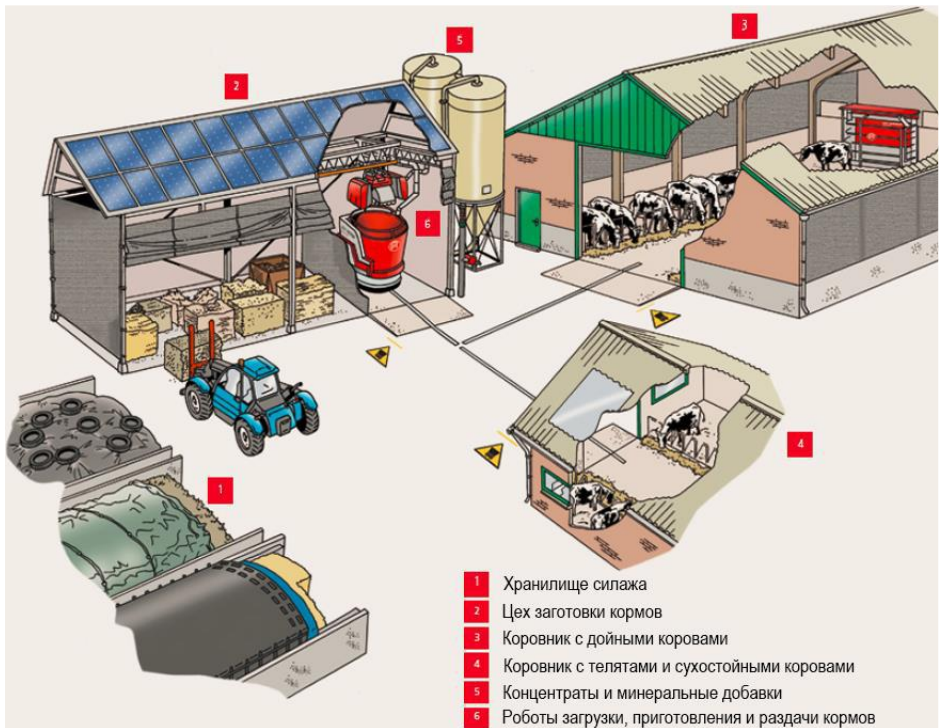 5
3
2
6
4
1
1 Хранилище силажа
2 Цех заготовки кормов
3 Коровник с дойными коровами
4 Коровник с телятами и сухостойными коровами
5 Концентраты и минеральные добавки
6 Роботы загрузки, приготовления и раздачи кормов